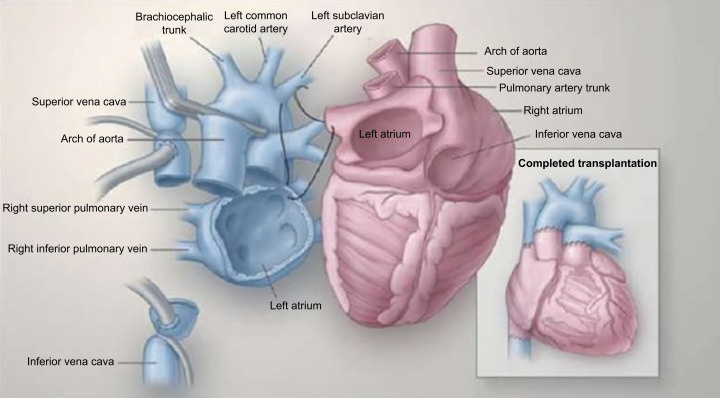 Brachiocephalic
trunk
Left common
carotid artery
Left subclavian
artery
Superior vena cava
Arch of aorta
Right superior pulmonary vein
Right inferior pulmonary vein
Left atrium
Inferior vena cava
Left atrium
Arch of aorta
Superior vena cava
Pulmonary artery trunk
Right atrium
Inferior vena cava
Completed transplantation